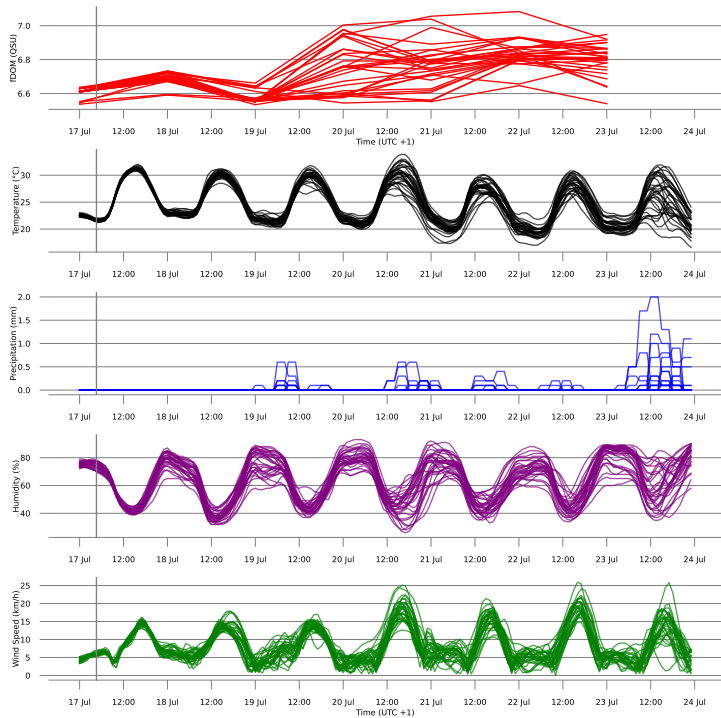 fDOM (QSU)
7.0
6.8
6.6
17 Jul 12:00 18 Jul 12:00 19 Jul 12:00 20 Jul 12:00 21 Jul 12:00 22 Jul 12:00 23 Jul 12:00 24 Jul
Time (UTC +1)
Temperature (°C)
30
25
20
17 Jul 12:00 18 Jul 12:00 19 Jul 12:00 20 Jul 12:00 21 Jul 12:00 22 Jul 12:00 23 Jul 12:00 24 Jul
Precipitation (mm)
2.0
1.5
1.0
0.5
0.0
17 Jul 12:00 18 Jul 12:00 19 Jul 12:00 20 Jul 12:00 21 Jul 12:00 22 Jul 12:00 23 Jul 12:00 24 Jul
Humidity (%)
80
60
40
17 Jul 12:00 18 Jul 12:00 19 Jul 12:00 20 Jul 12:00 21 Jul 12:00 22 Jul 12:00 23 Jul 12:00 24 Jul
Wind Speed (km/h)
25
20
15
10
5
0
17 Jul 12:00 18 Jul 12:00 19 Jul 12:00 20 Jul 12:00 21 Jul 12:00 22 Jul 12:00 23 Jul 12:00 24 Jul
Time (UTC +1)